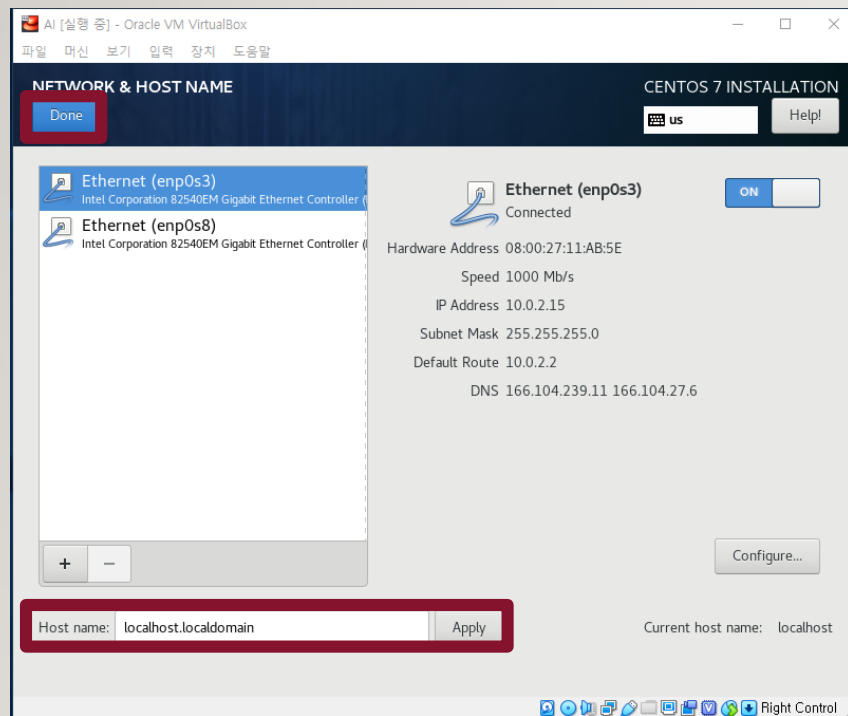 AI [실행 중] - Oracle VM VirtualBox
파일 머신 보기 입력 장치 도움말
NETWORK & HOST NAME
CENTOS 7 INSTALLATION
Done
us
Help!
Ethernet (enp0s3)
Intel Corporation 82540EM Gigabit Ethernet Controller (
Ethernet (enp0s8)
Intel Corporation 82540EM Gigabit Ethernet Controller (
Ethernet (enp0s3)
Connected
ON
Hardware Address 08:00:27:11:AB:5E
Speed 1000 Mb/s
IP Address 10.0.2.15
Subnet Mask 255.255.255.0
Default Route 10.0.2.2
DNS 166.104.239.11 166.104.27.6
+ −
Configure...
Host name: localhost.localdomain Apply
Current host name: localhost
Right Control